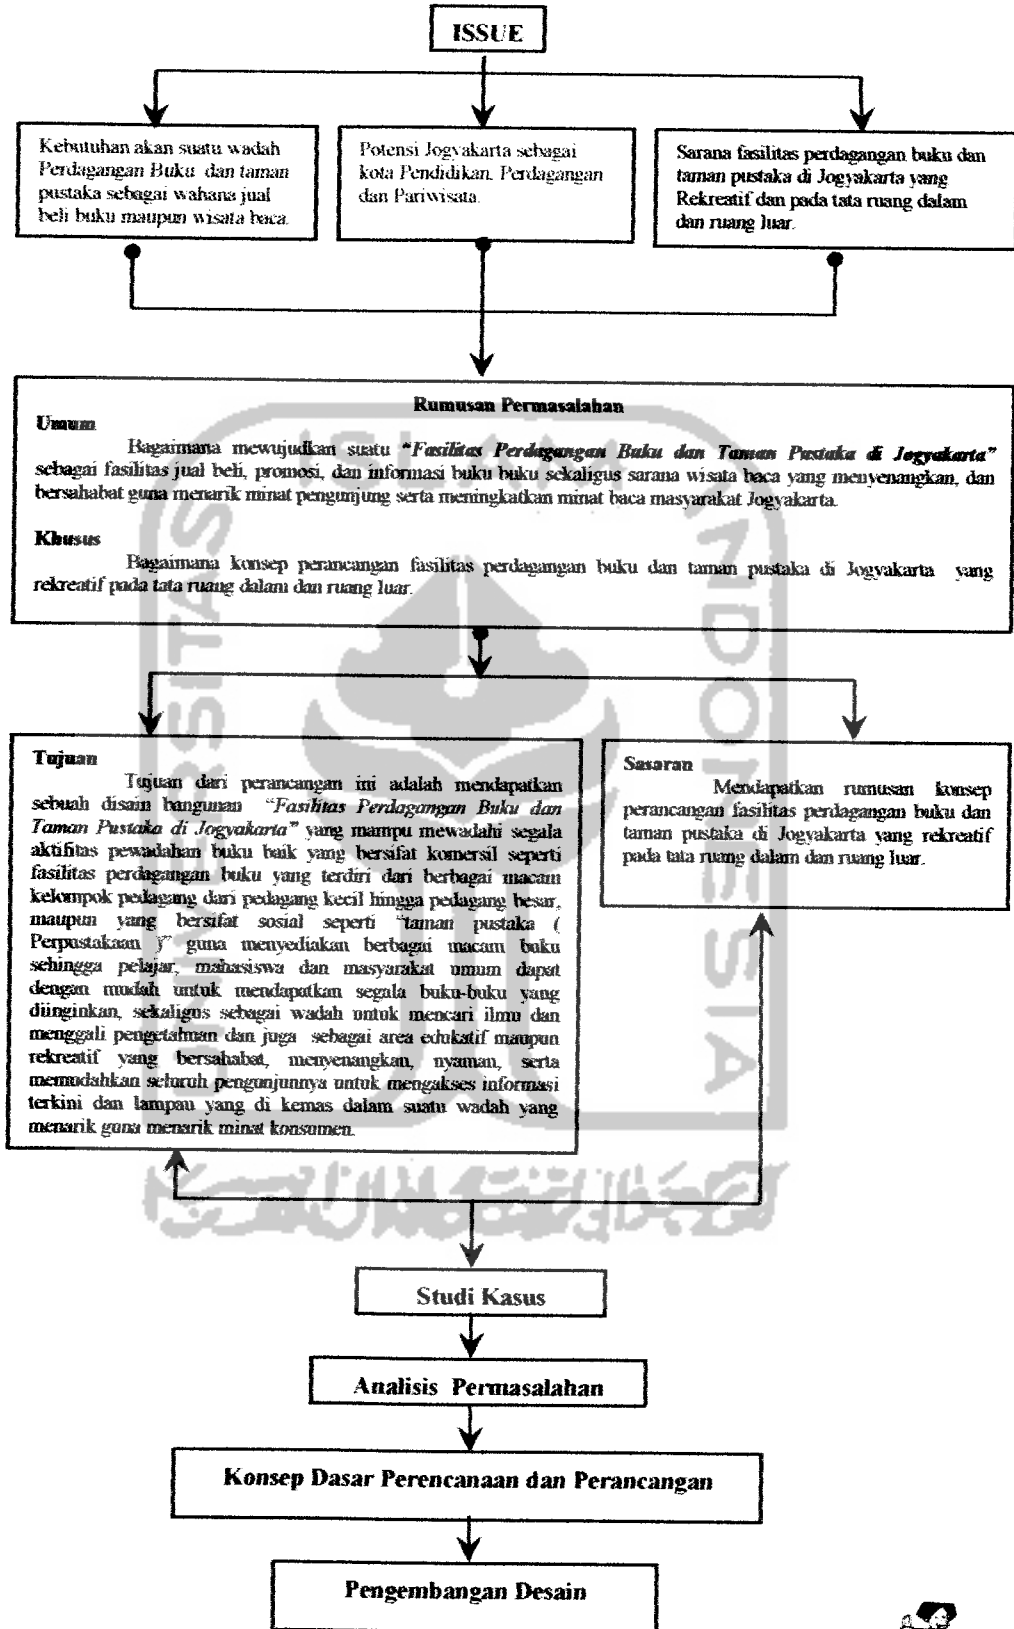 ISSUE
Kebutuhan akan suatu wadah
Perdagangan Buku dan taman
pustaka sebagai wahana jual
beli buku maupun wisata baca.
Potensi Jogyakarta sebagai
kota Pendidikan, Perdagangan
dan Pariwisata.
Sarana fasilitas perdagangan buku dan
taman pustaka di Jogyakarta yang
Rekreatif dan pada tata ruang dalam
dan ruang luar.
Rumusan Permasalahan
Umum
Bagaimana mewujudkan suatu "Fasilitas Perdagangan Buku dan Taman Pustaka di Jogyakarta"
sebagai fasilitas jual beli, promosi, dan informasi buku buku sekaligus sarana wisata baca yang menyenangkan, dan
bersahabat guna menarik minat pengunjung serta meningkatkan minat baca masyarakat Jogyakarta.
Khusus
Bagaimana konsep perancangan fasilitas perdagangan buku dan taman pustaka di Jogyakarta yang
rekreatif pada tata ruang dalam dan ruang luar.
Tujuan
Tujuan dari perancangan ini adalah mendapatkan
sebuah disain bangunan "Fasilitas Perdagangan Buku dan
Taman Pustaka di Jogyakarta" yang mampu mewadahi segala
aktifitas pewadahan buku baik yang bersifat komersil seperti
fasilitas perdagangan buku yang terdiri dari berbagai macam
kelompok pedagang dari pedagang kecil hingga pedagang besar,
maupun yang bersifat sosial seperti "taman pustaka (
Perpustakaan )" guna menyediakan berbagai macam buku
sehingga pelajar, mahasiswa dan masyarakat umum dapat
dengan mudah untuk mendapatkan segala buku-buku yang
diinginkan, sekaligus sebagai wadah untuk mencari ilmu dan
menggali pengetahuan dan juga sebagai area edukatif maupun
rekreatif yang bersahabat, menyenangkan, nyaman, serta
memudahkan seluruh pengunjunnya untuk mengakses informasi
terkini dan lampau yang di kemas dalam suatu wadah yang
menarik guna menarik minat konsumen.
Sasaran
Mendapatkan rumusan konsep
perancangan fasilitas perdagangan buku dan
taman pustaka di Jogyakarta yang rekreatif
pada tata ruang dalam dan ruang luar.
Studi Kasus
Analisis Permasalahan
Konsep Dasar Perencanaan dan Perancangan
Pengembangan Desain
UNIVERSITAS
ISLAM
INDONESIA